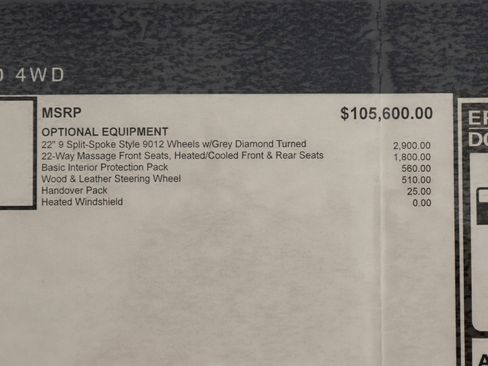 4WD
MSRP $105,600.00
OPTIONAL EQUIPMENT
22" 9 Split-Spoke Style 9012 Wheels w/Grey Diamond Turned 2,900.00
22-Way Massage Front Seats, Heated/Cooled Front & Rear Seats 1,800.00
Basic Interior Protection Pack 560.00
Wood & Leather Steering Wheel 510.00
Handover Pack 25.00
Heated Windshield 0.00